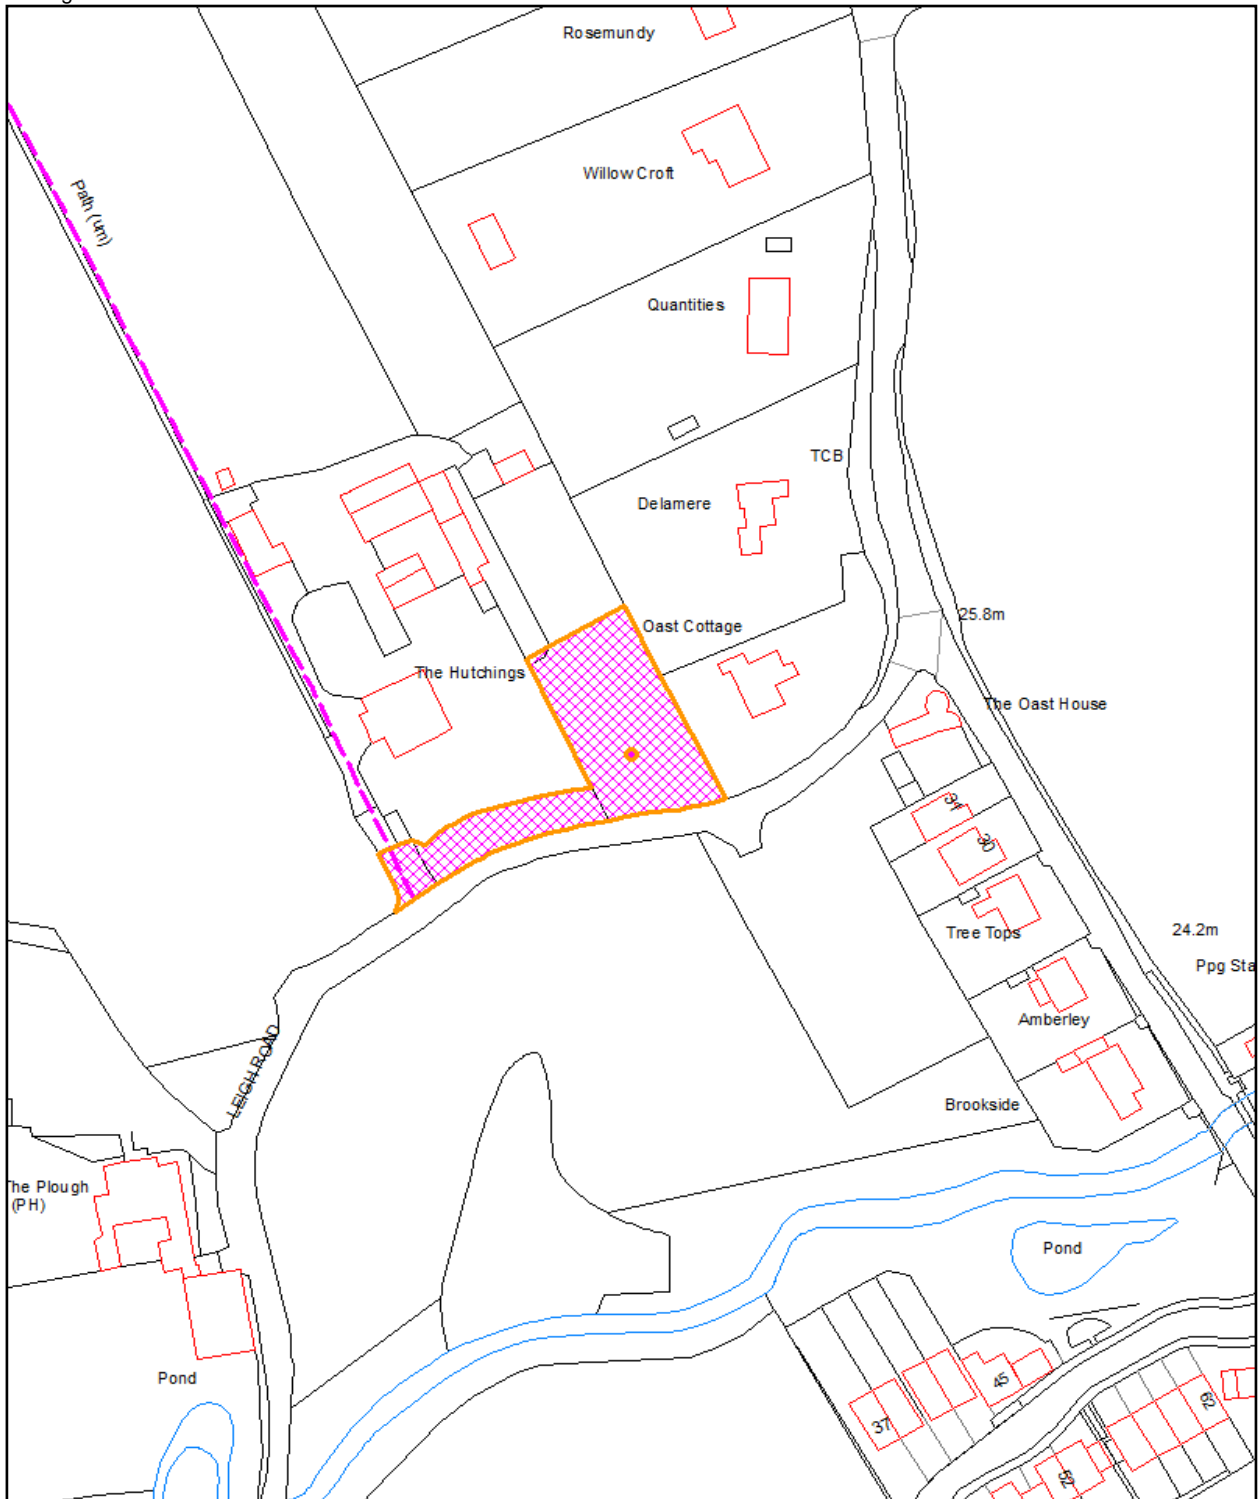 Rosemundy
Willow Croft
Path (um)
Quantities
TCB
Delamere
25.8m
Oast Cottage
The Hutchings
The Oast House
34
30
Tree Tops
24.2m
Ppg Sta
Amberley
LEIGH ROAD
Brookside
The Plough
(PH)
Pond
Pond
45
37
62
52